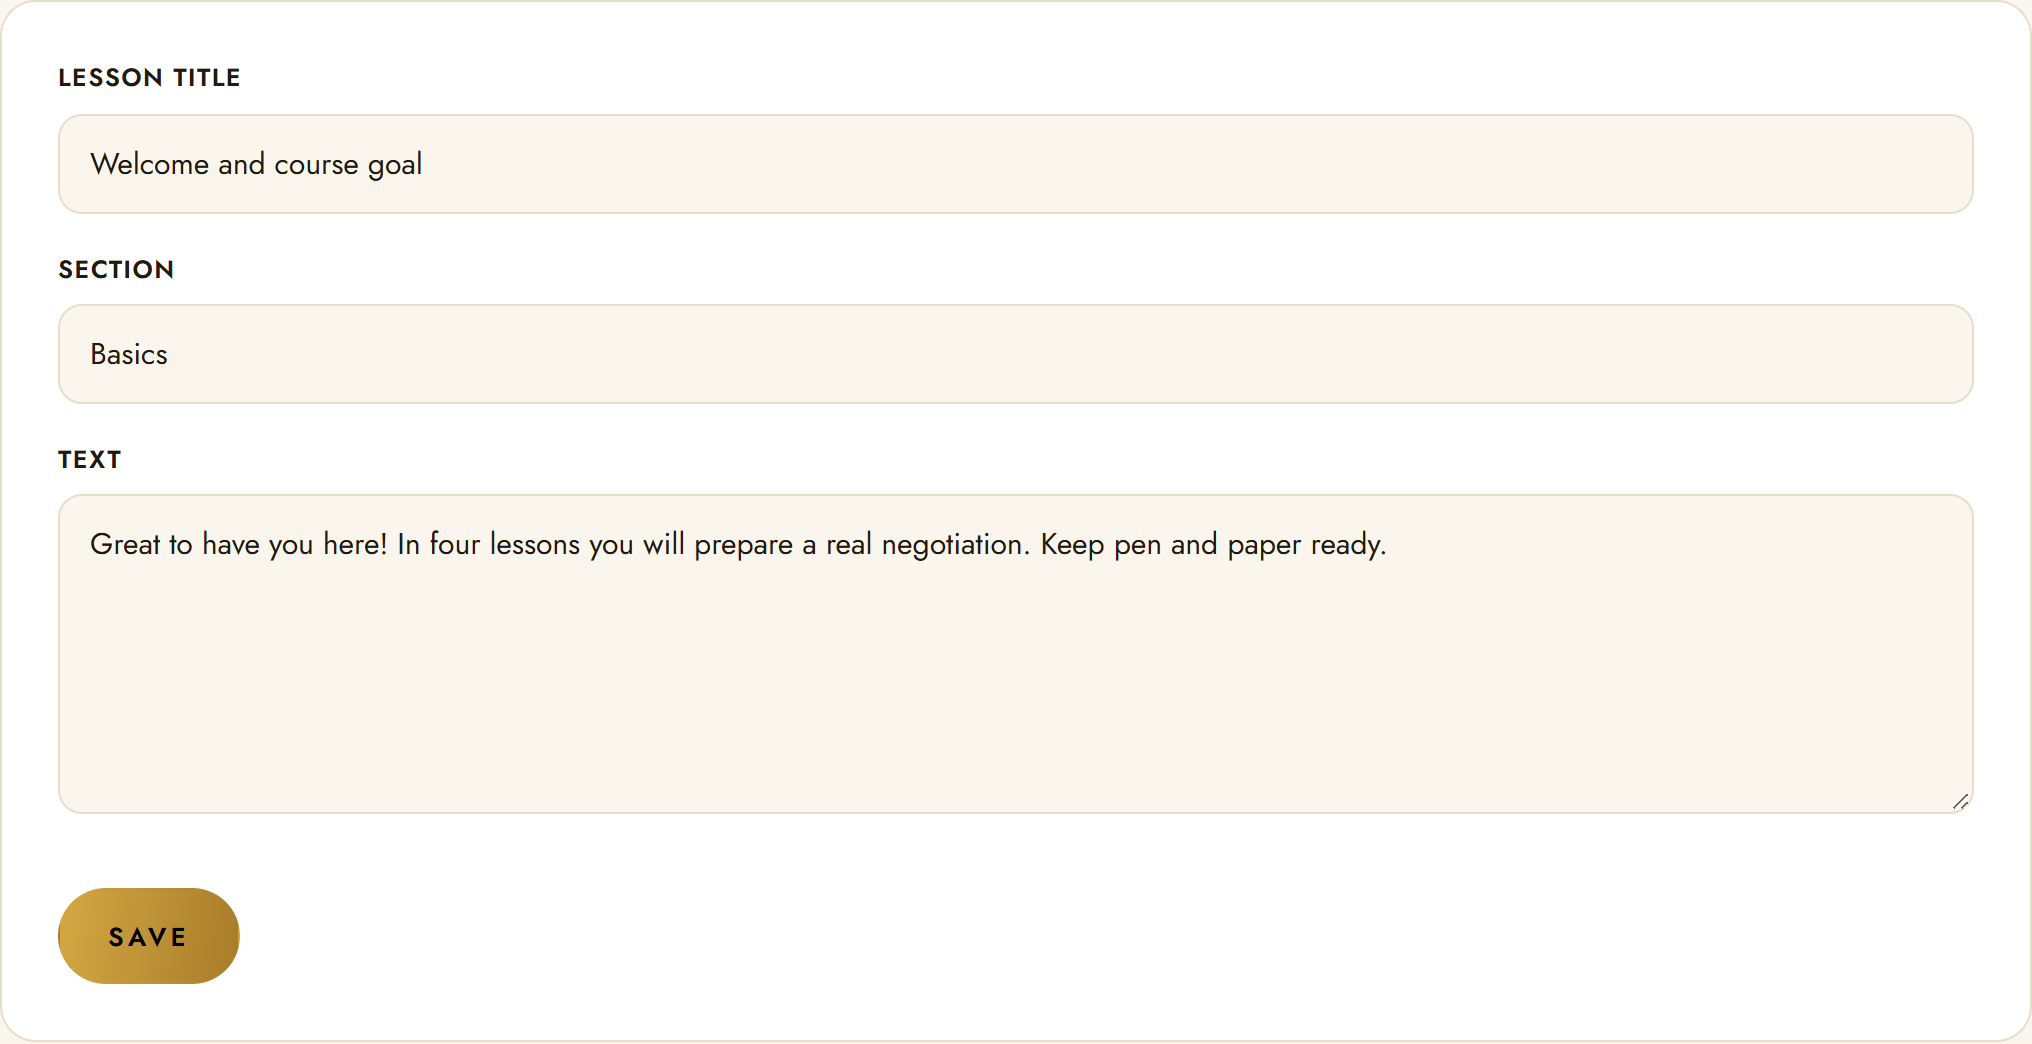 LESSON TITLE
Welcome and course goal
SECTION
Basics
TEXT
Great to have you here! In four lessons you will prepare a real negotiation. Keep pen and paper ready.
SAVE